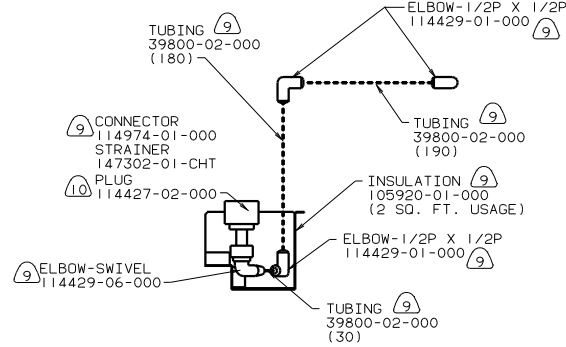 ELBOW-1/2P X 1/2P
114429-01-000
9
TUBING 9
39800-02-000
(180)
TUBING 9
39800-02-000
(190)
9 CONNECTOR
114974-01-000
STRAINER
147302-01-CHT
10 PLUG
114427-02-000
INSULATION 9
105920-01-000
(2 SQ. FT. USAGE)
ELBOW-1/2P X 1/2P
114429-01-000 9
9 ELBOW-SWIVEL
114429-06-000
TUBING 9
39800-02-000
(30)